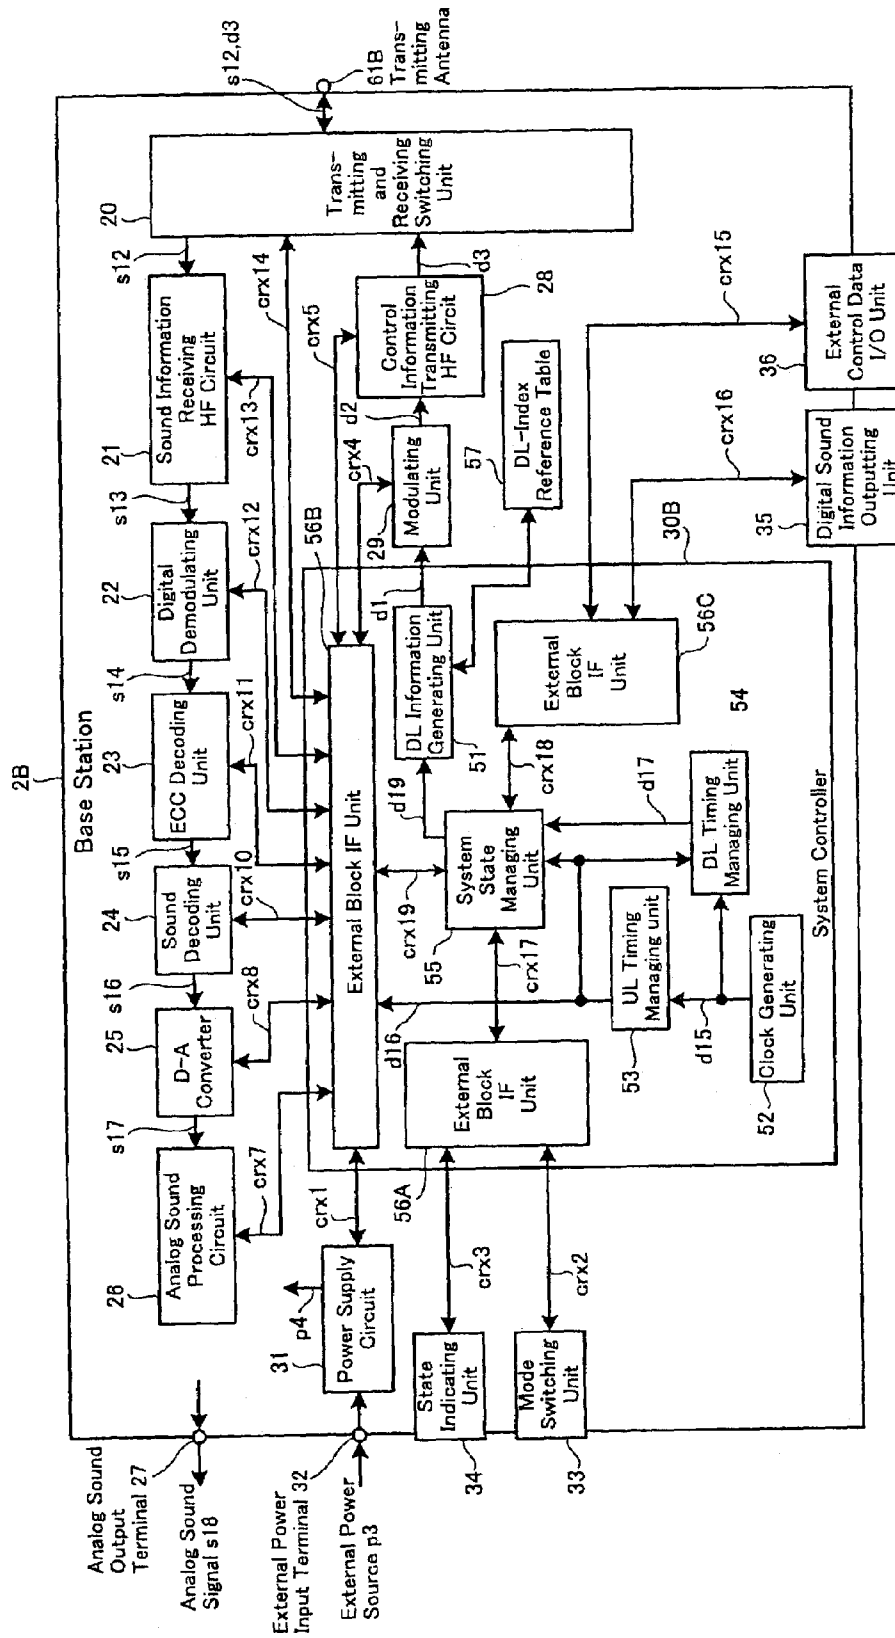 2B
Base Station
s12,d3
61B
Trans-
mitting
Antenna
20
Trans-
mitting
and
Receiving
Switching
Unit
s12
Sound Information
Receiving
HF Circuit
21
s13
Digital
Demodulating
Unit
22
s14
ECC Decoding
Unit
23
s15
Sound
Decoding
Unit
24
s16
D-A
Converter
25
s17
Analog Sound
Processing
Circuit
26
Analog Sound
Output
Terminal 27
Analog Sound
Signal s18
External Power
Input Terminal 32
External Power
Source p3
Power Supply
Circuit
31
p4
crx1
crx7
crx8
crx10
crx11
crx12
crx13
crx14
crx5
crx4
d3
Control
Information
Transmitting
HF Circit
28
d2
Modulating
Unit
29
d1
DL-Index
Reference Table
57
56B
External Block IF Unit
DL Information
Generating Unit
51
30B
d19
crx19
System
State
Managing
Unit
55
crx18
External
Block
IF
Unit
56C
crx17
d16
External
Block
IF
Unit
56A
UL Timing
Managing unit
53
d15
Clock Generating
Unit
52
DL Timing
Managing Unit
54
d17
System Controller
crx3
crx2
State
Indicating
Unit
34
Mode
Switching
Unit
33
crx15
crx16
External
Control Data
I/O Unit
36
Digital Sound
Information
Outputting
Unit
35